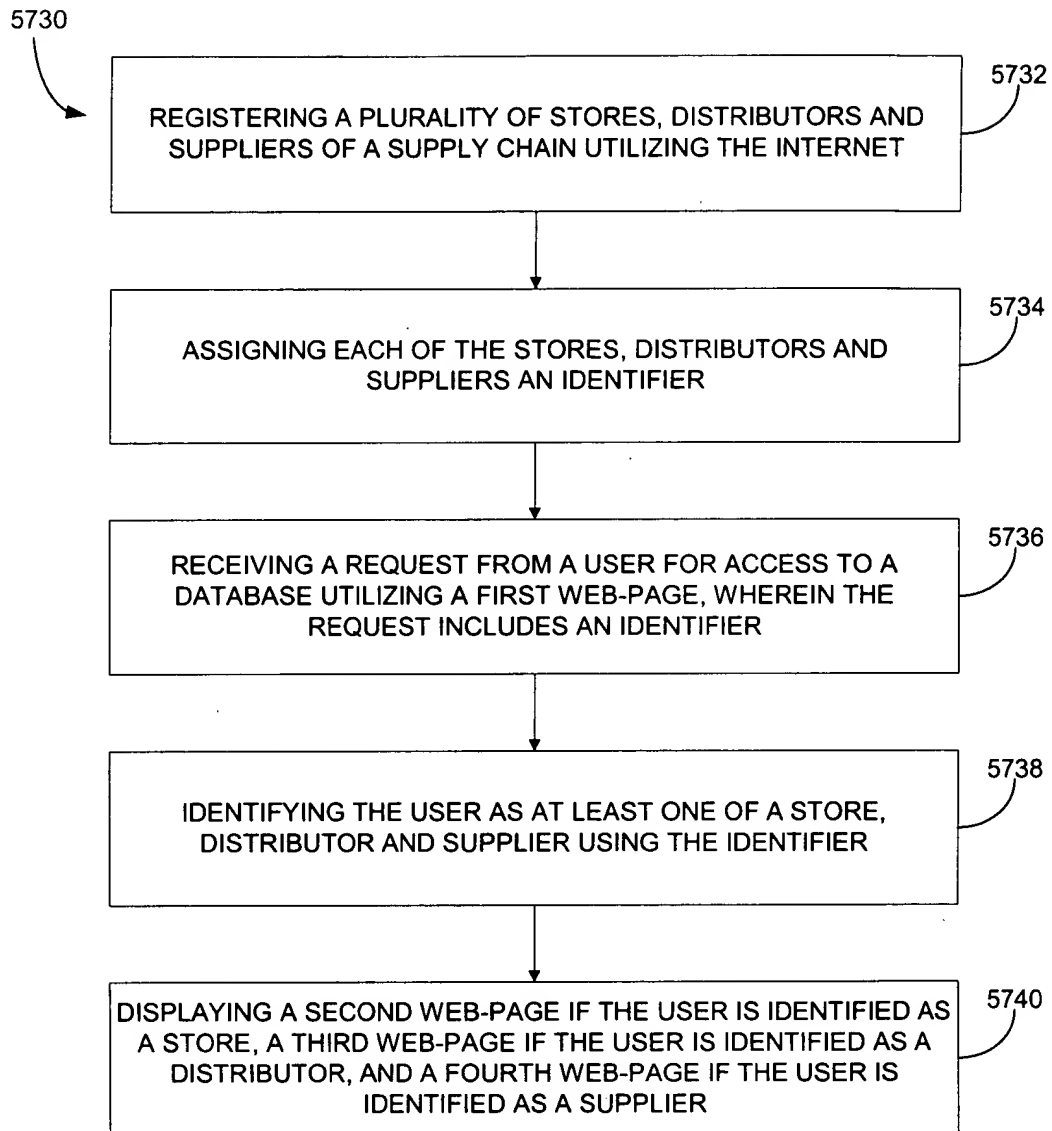 5730
5732
REGISTERING A PLURALITY OF STORES, DISTRIBUTORS AND
SUPPLIERS OF A SUPPLY CHAIN UTILIZING THE INTERNET
5734
ASSIGNING EACH OF THE STORES, DISTRIBUTORS AND
SUPPLIERS AN IDENTIFIER
5736
RECEIVING A REQUEST FROM A USER FOR ACCESS TO A
DATABASE UTILIZING A FIRST WEB-PAGE, WHEREIN THE
REQUEST INCLUDES AN IDENTIFIER
5738
IDENTIFYING THE USER AS AT LEAST ONE OF A STORE,
DISTRIBUTOR AND SUPPLIER USING THE IDENTIFIER
5740
DISPLAYING A SECOND WEB-PAGE IF THE USER IS IDENTIFIED AS
A STORE, A THIRD WEB-PAGE IF THE USER IS IDENTIFIED AS A
DISTRIBUTOR, AND A FOURTH WEB-PAGE IF THE USER IS
IDENTIFIED AS A SUPPLIER